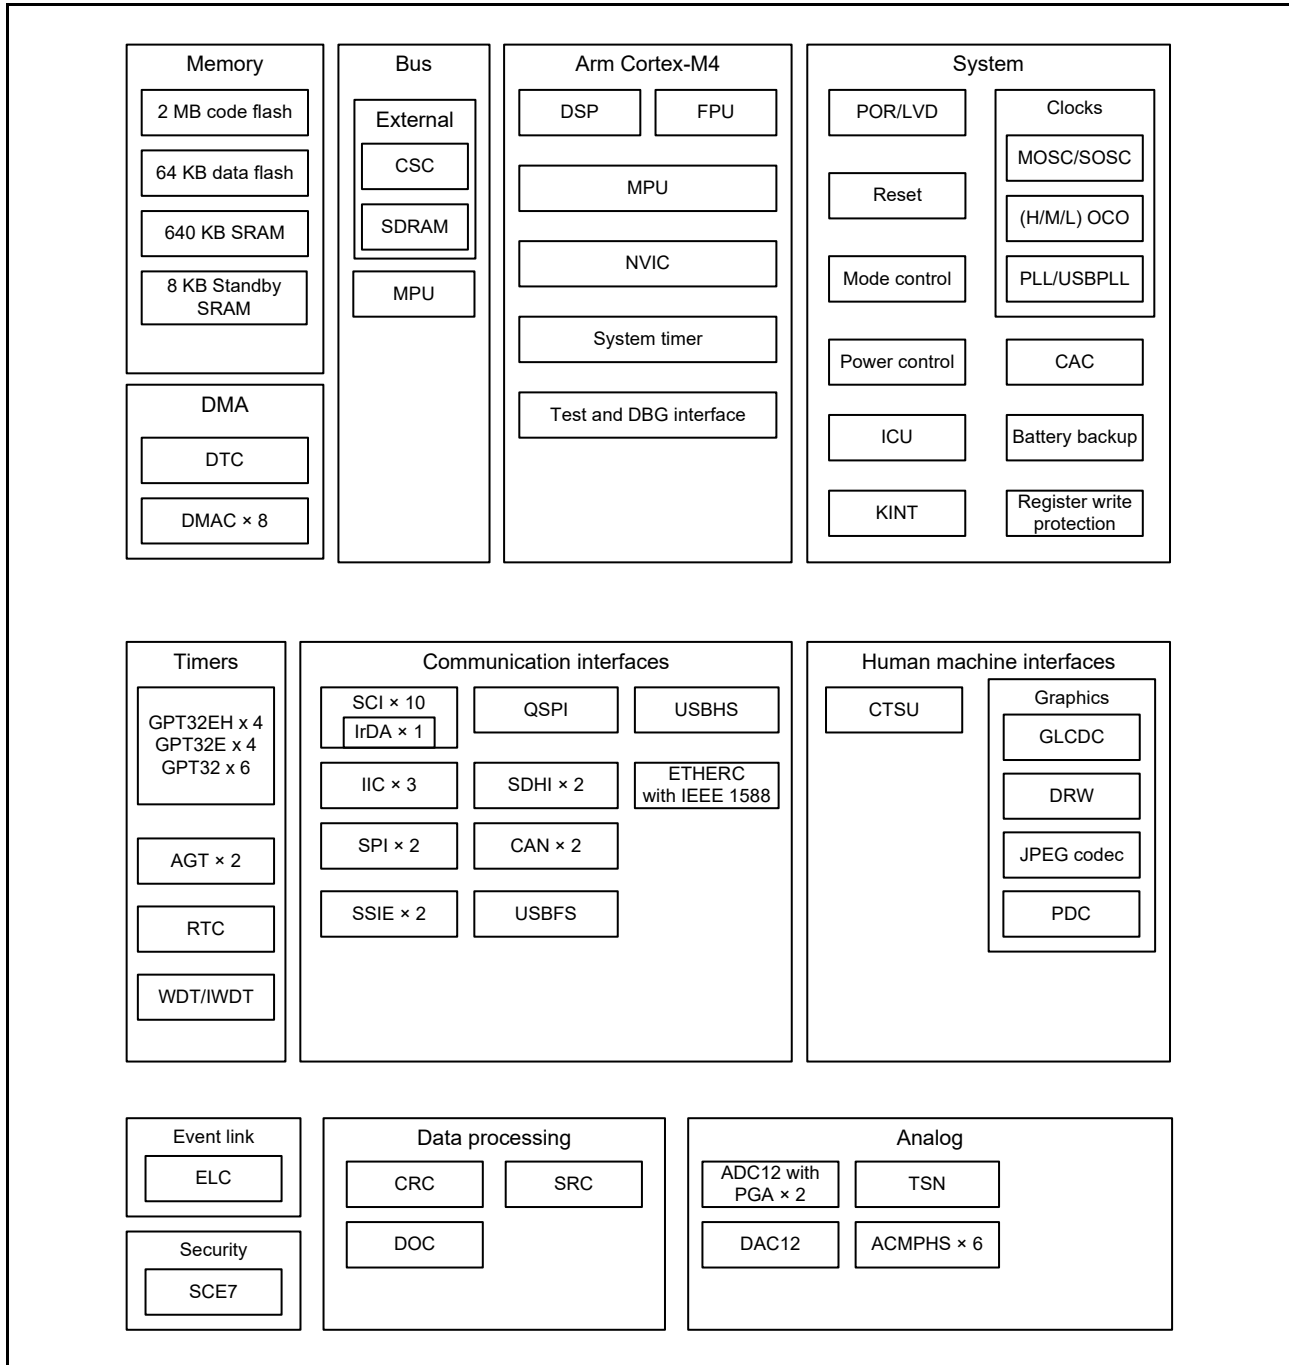 Memory
2 MB code flash
64 KB data flash
640 KB SRAM
8 KB Standby
SRAM
DMA
DTC
DMAC × 8
Bus
External
CSC
SDRAM
MPU
Arm Cortex-M4
DSP
FPU
MPU
NVIC
System timer
Test and DBG interface
System
POR/LVD
Reset
Mode control
Power control
ICU
KINT
Clocks
MOSC/SOSC
(H/M/L) OCO
PLL/USBPLL
CAC
Battery backup
Register write
protection
Timers
GPT32EH x 4
GPT32E x 4
GPT32 x 6
AGT × 2
RTC
WDT/IWDT
Communication interfaces
SCI × 10
IrDA × 1
IIC × 3
SPI × 2
SSIE × 2
QSPI
SDHI × 2
CAN × 2
USBFS
USBHS
ETHERC
with IEEE 1588
Human machine interfaces
CTSU
Graphics
GLCDC
DRW
JPEG codec
PDC
Event link
ELC
Security
SCE7
Data processing
CRC
SRC
DOC
Analog
ADC12 with
PGA × 2
TSN
DAC12
ACMPHS × 6